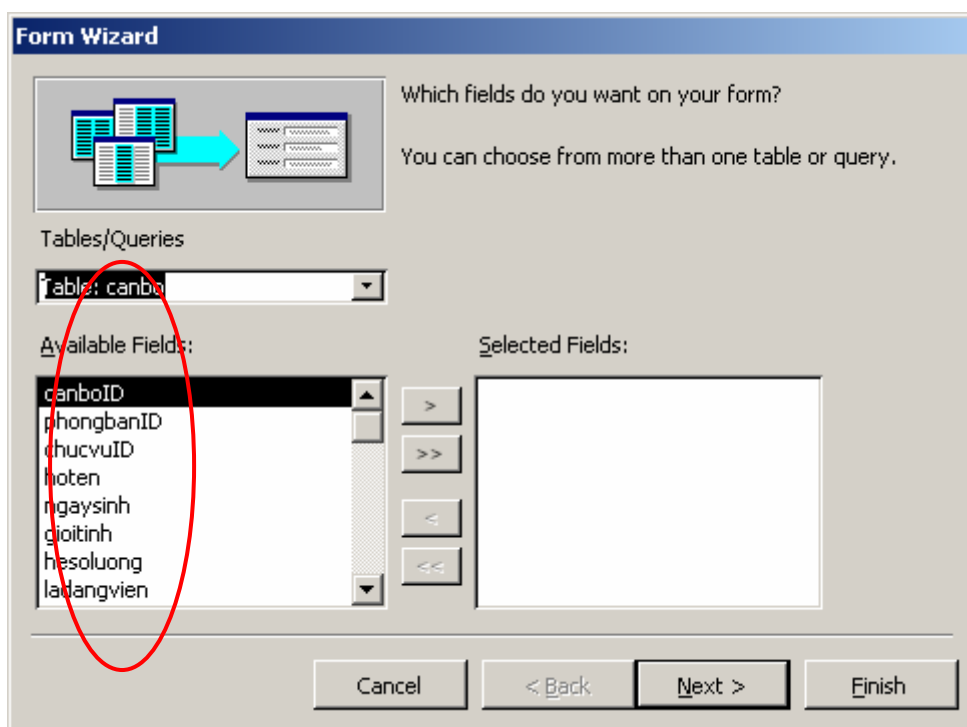 Form Wizard
Which fields do you want on your form?
You can choose from more than one table or query.
Tables/Queries
Table: canbo
Available Fields:
Selected Fields:
canboID
phongbanID
chucvuID
hoten
ngaysinh
gioitinh
hesoluong
ladangvien
>
>>
<
<<
Cancel
< Back
Next >
Finish